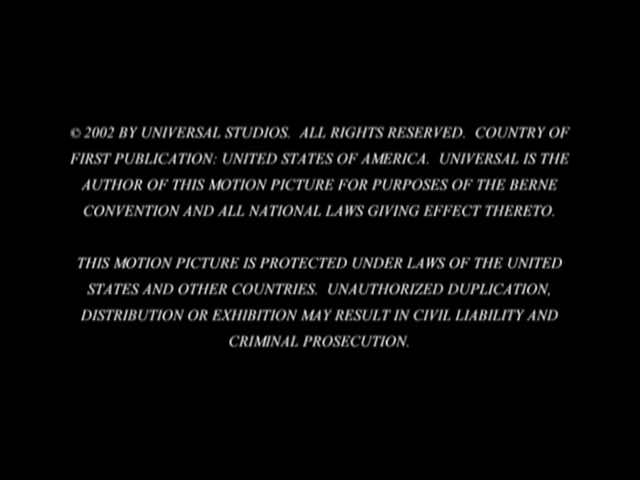 © 2002 BY UNIVERSAL STUDIOS. ALL RIGHTS RESERVED. COUNTRY OF
FIRST PUBLICATION: UNITED STATES OF AMERICA. UNIVERSAL IS THE
AUTHOR OF THIS MOTION PICTURE FOR PURPOSES OF THE BERNE
CONVENTION AND ALL NATIONAL LAWS GIVING EFFECT THERETO.
THIS MOTION PICTURE IS PROTECTED UNDER LAWS OF THE UNITED
STATES AND OTHER COUNTRIES. UNAUTHORIZED DUPLICATION,
DISTRIBUTION OR EXHIBITION MAY RESULT IN CIVIL LIABILITY AND
CRIMINAL PROSECUTION.